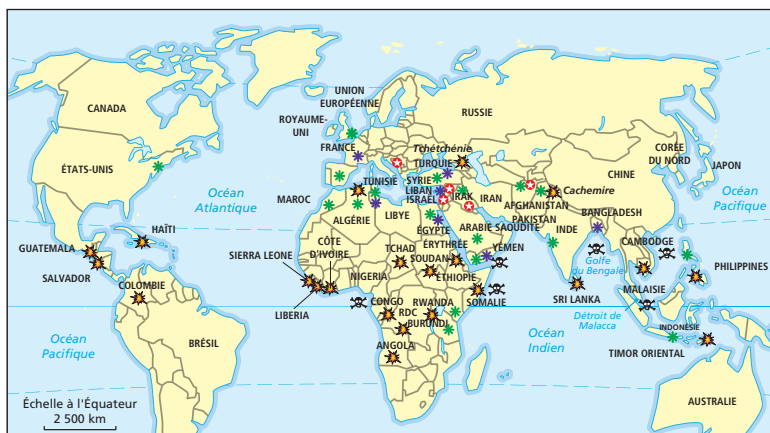 UNION
EUROPÉENNE
ROYAUME-
UNI
RUSSIE
CANADA
FRANCE
Tchétchénie
TURQUIE
CORÉE
DU NORD
JAPON
ÉTATS-UNIS
CHINE
TUNISIE
SYRIE
LIBAN
ISRAËL
IRAK
IRAN
Cachemire
Océan
Atlantique
Océan
Pacifique
MAROC
AFGHANISTAN
PAKISTAN
ALGÉRIE
LIBYE
ÉGYPTE
ARABIE SAOUDITE
INDE
BANGLADESH
HAÏTI
GUATEMALA
CÔTE
D'IVOIRE
TCHAD
ÉRYTHRÉE
SOUDAN
YÉMEN
CAMBODGE
Golfe
du Bengale
SIERRA LEONE
SALVADOR
NIGERIA
ÉTHIOPIE
PHILIPPINES
COLOMBIE
MALAISIE
LIBERIA
CONGO
RDC
RWANDA
BURUNDI
SOMALIE
SRI LANKA
Détroit de
Malacca
INDONÉSIE
Océan
Pacifique
BRÉSIL
ANGOLA
Océan
Indien
TIMOR ORIENTAL
AUSTRALIE
Échelle à l'Équateur
2 500 km